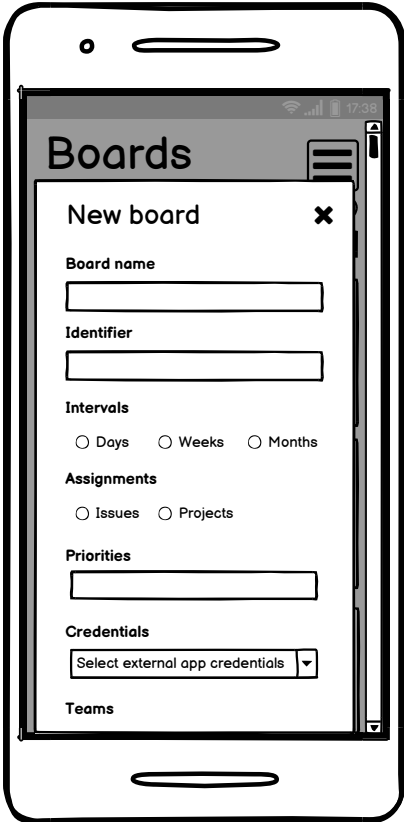 17:38
Boards
New board
Board name
Identifier
Intervals
Days Weeks Months
Assignments
Issues Projects
Priorities
Credentials
Select external app credentials
Teams